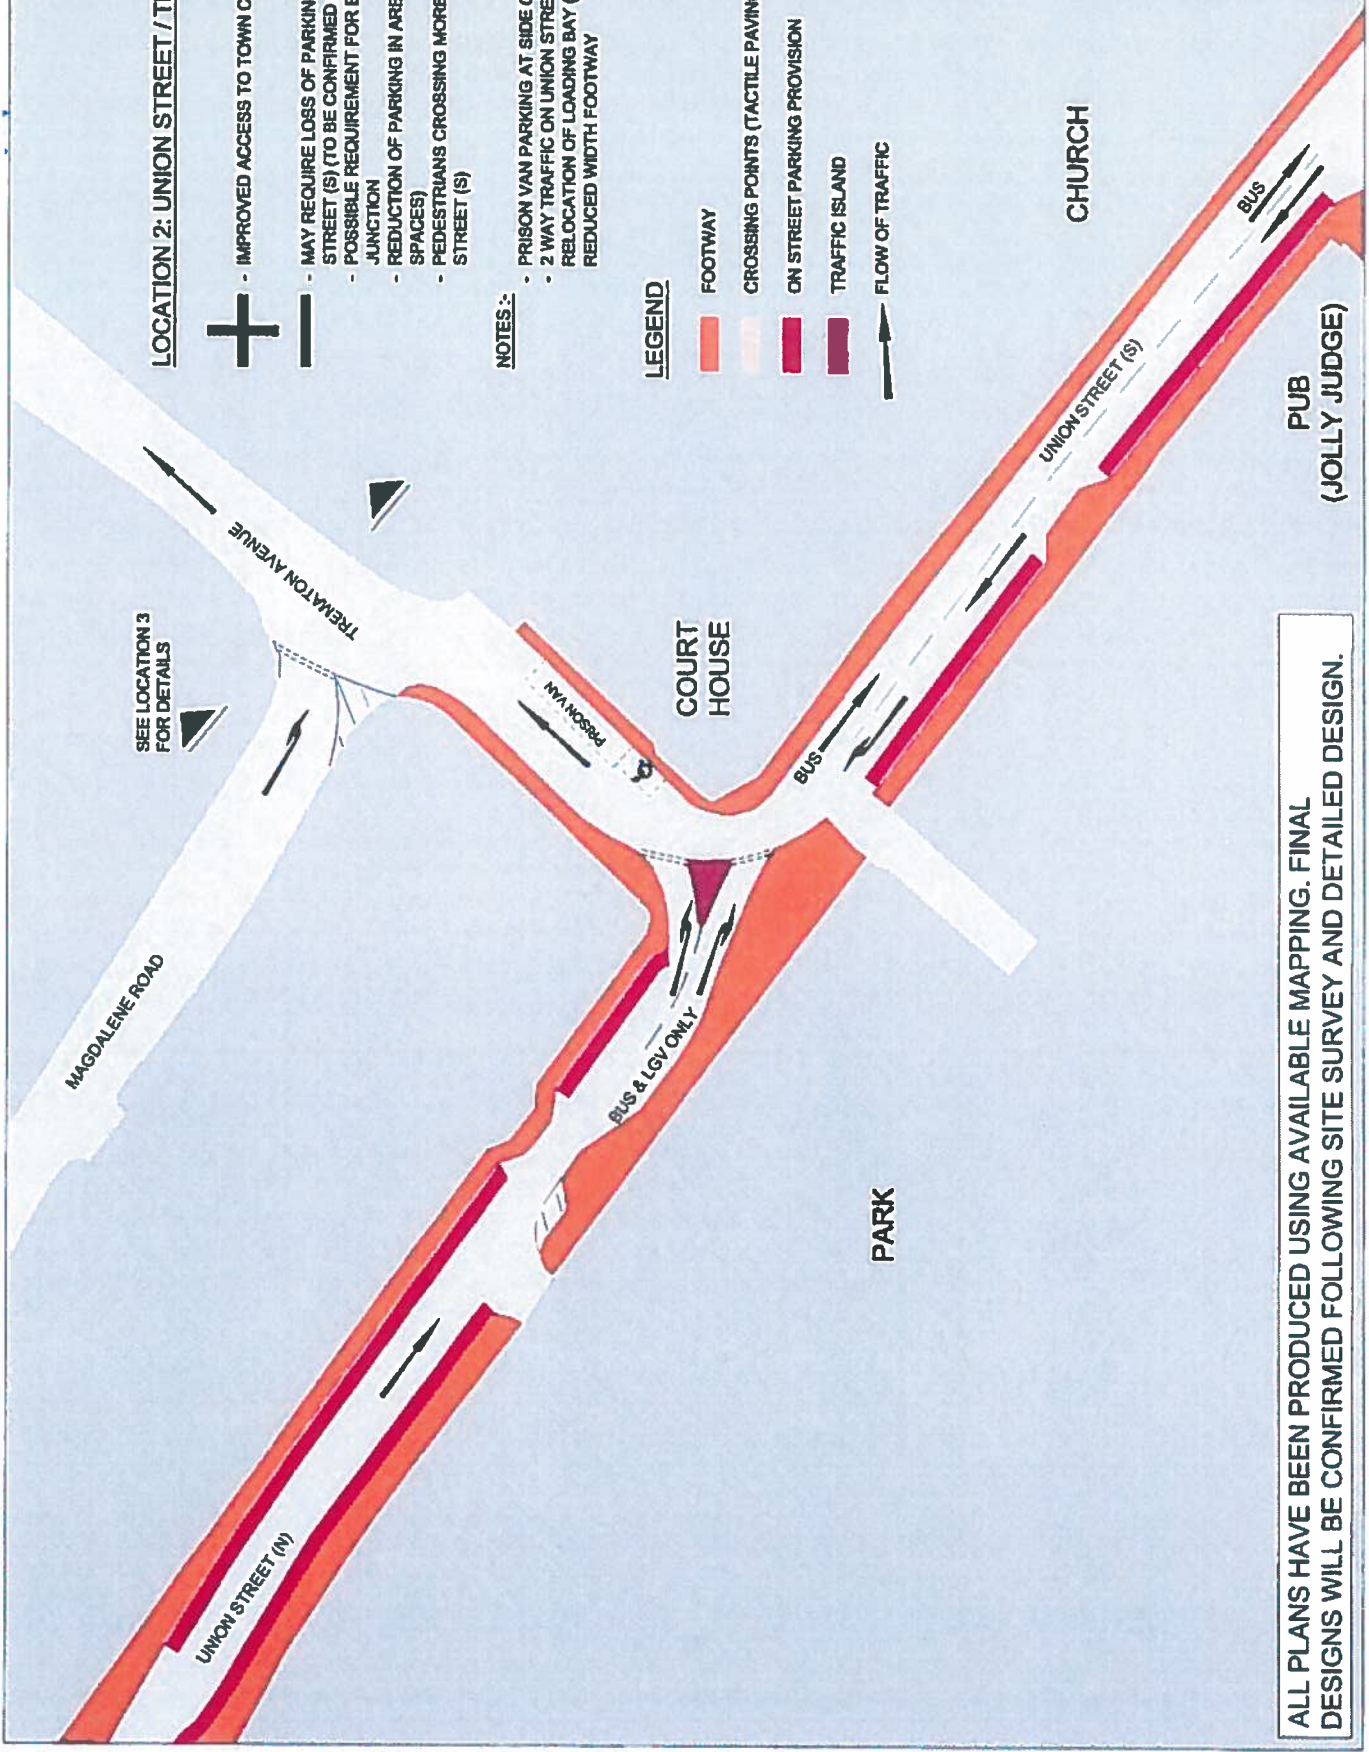 LOCATION 2: UNION STREET /
- IMPROVED ACCESS TO TOWN
- MAY REQUIRE LOSS OF
STREET (S) (TO BE CONFIRMED
- POSSIBLE REQUIREMENT FOR
JUNCTION
- REDUCTION OF PARKING IN
SPACES)
- PEDESTRIANS CROSSING MORE
STREET (S)
NOTES:-
- PRISON VAN PARKING AT SIDE
- 2 WAY TRAFFIC ON UNION
RELOCATION OF LOADING BAY (
REDUCED WIDTH FOOTWAY
LEGEND
FOOTWAY
CROSSING POINTS (TACTILE
ON STREET PARKING PROVISION
TRAFFIC ISLAND
FLOW OF TRAFFIC
SEE LOCATION 3
FOR DETAILS
MAGDALENE ROAD
TREMATON AVENUE
PRISON VAN
COURT
HOUSE
CHURCH
UNION STREET (N)
BUS & LGV ONLY
BUS
UNION STREET (S)
BUS
PARK
PUB
(JOLLY JUDGE)
ALL PLANS HAVE BEEN PRODUCED USING AVAILABLE MAPPING. FINAL
DESIGNS WILL BE CONFIRMED FOLLOWING SITE SURVEY AND DETAILED DESIGN.